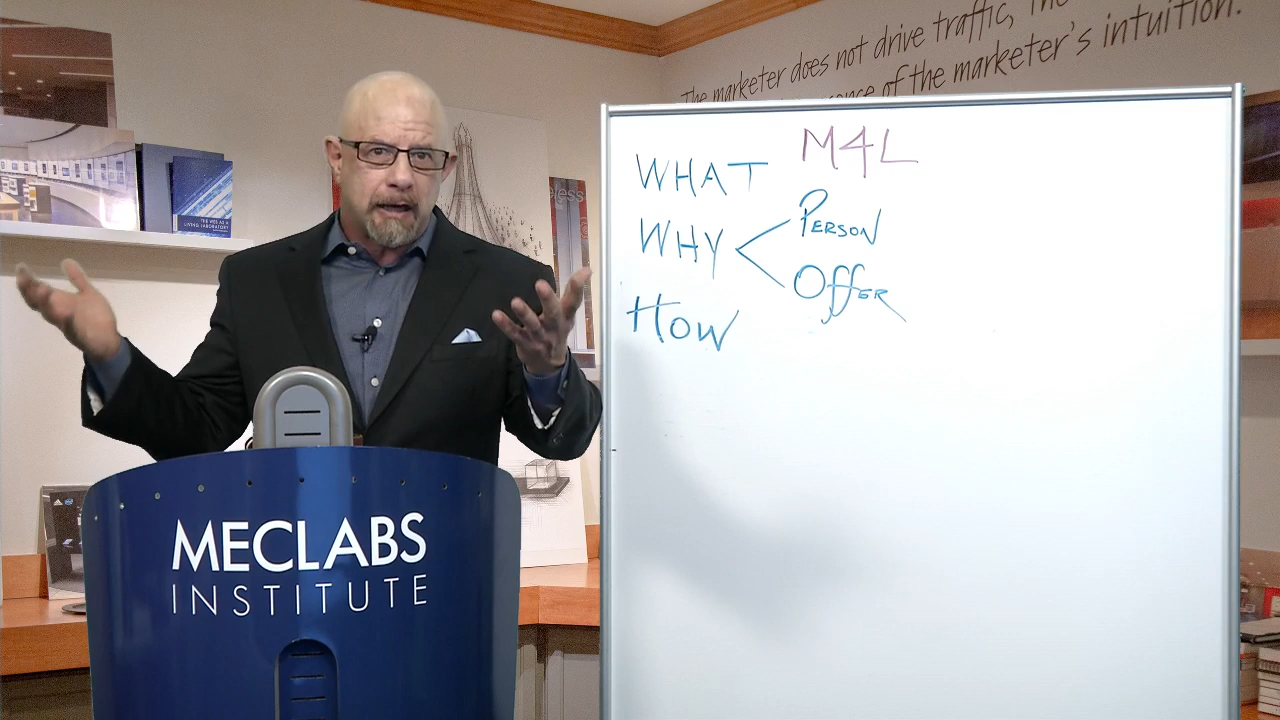 The marketer does not drive traffic, The
of the marketer's intuition.
M4L
WHAT
WHY
PERSON
OFFER
HOW
THE WEB AS A
LIVING LABORATORY
MECLABS
INSTITUTE